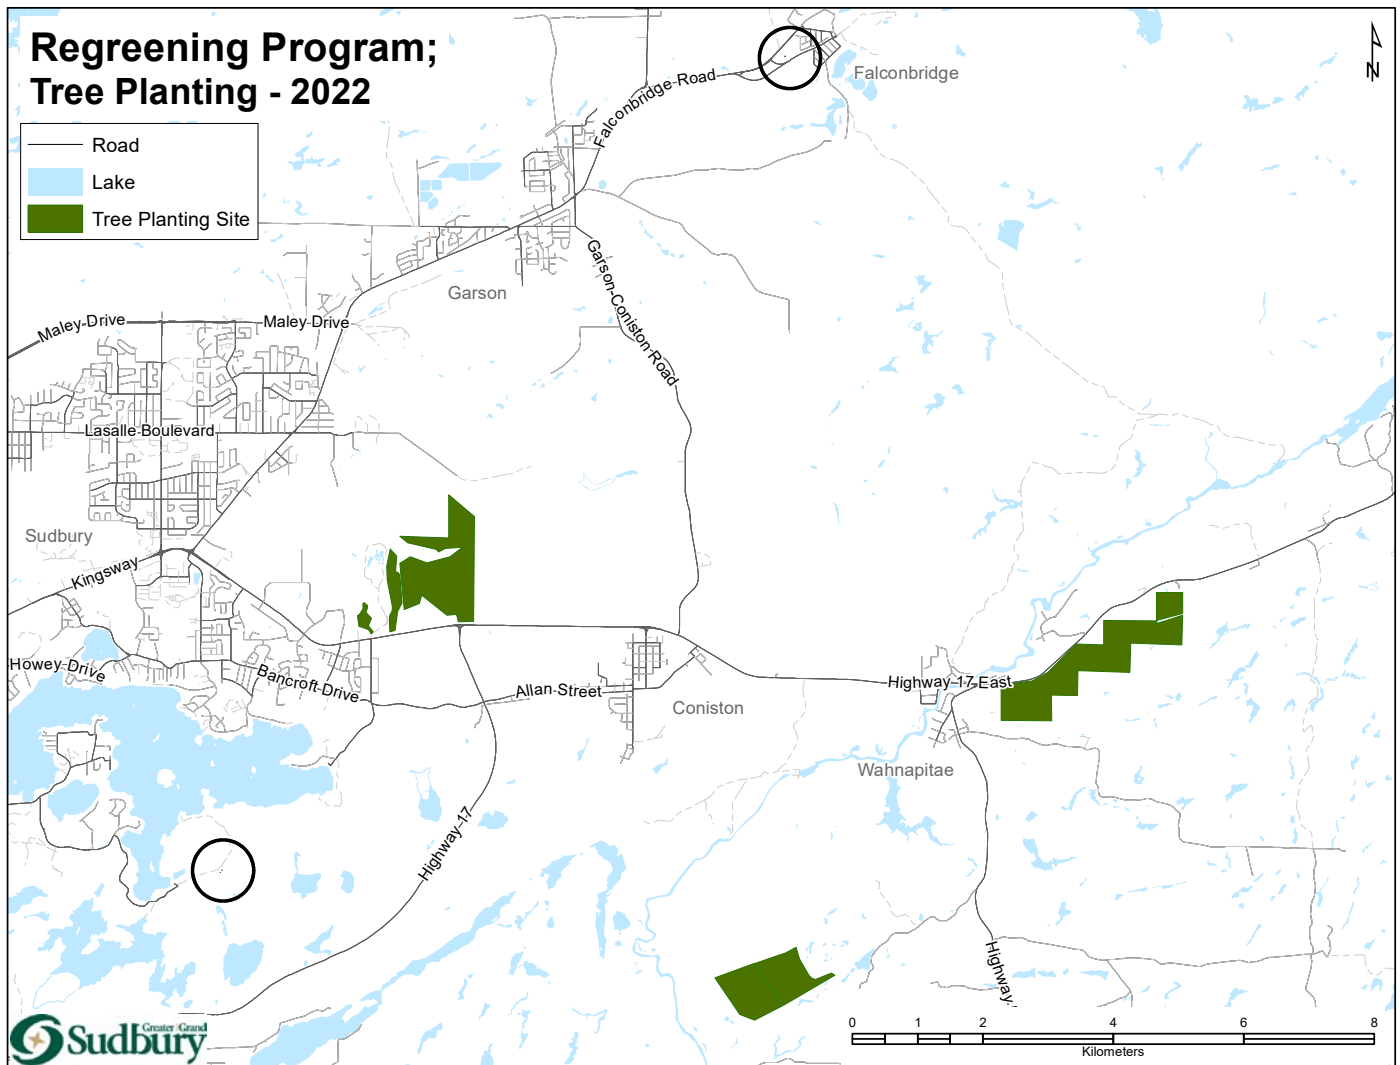 Regreening Program;
Tree Planting - 2022
Road
Lake
Tree Planting Site
N
Falconbridge
Falconbridge Road
Garson
Garson-Coniston Road
Maley Drive
Maley Drive
Lasalle Boulevard
Sudbury
Kingsway
Howey Drive
Bancroft Drive
Allan Street
Coniston
Highway 17 East
Wahnapitae
Highway 17
Highway
Greater Grand
Sudbury
0 1 2 4 6 8
Kilometers